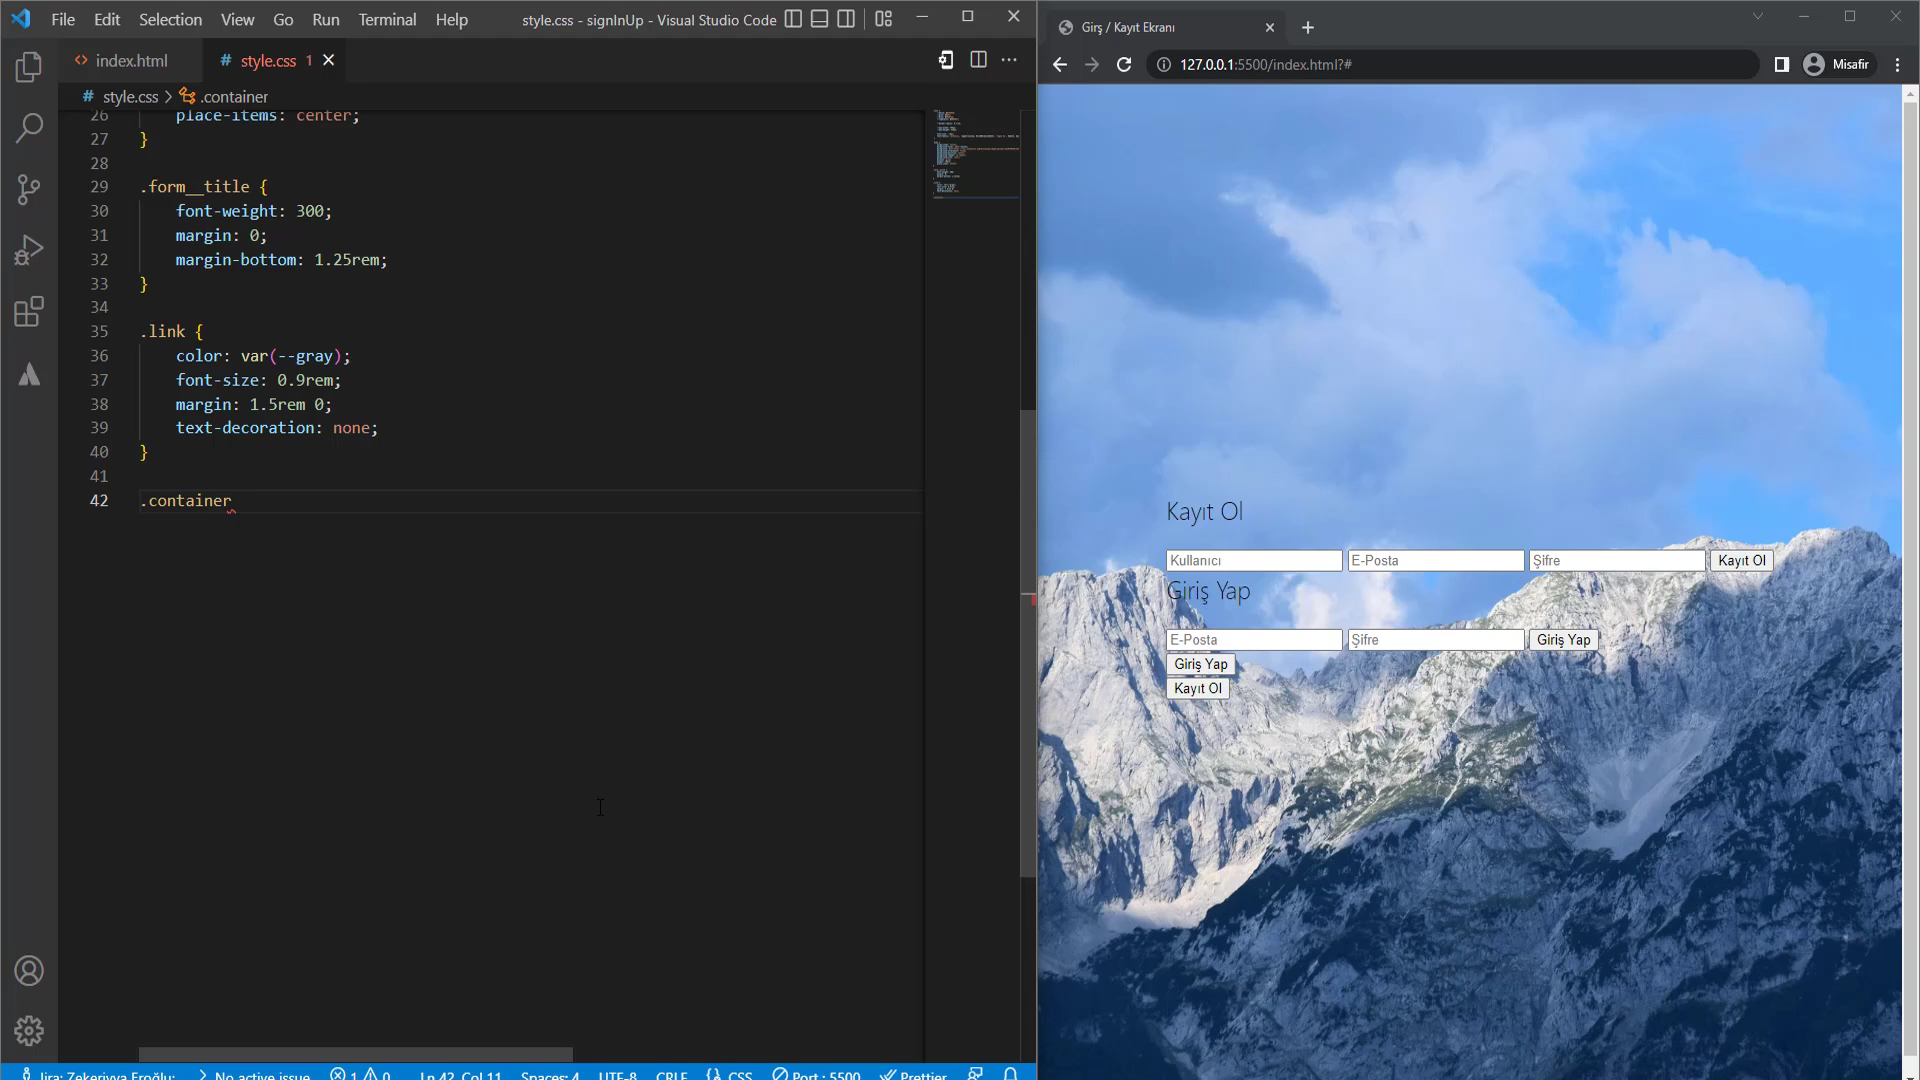 File Edit Selection View Go Run Terminal Help style.css - signInUp - Visual Studio Code
index.html
style.css 1
style.css > .container
26 place-items: center;
27 }
28
29 .form__title {
30 font-weight: 300;
31 margin: 0;
32 margin-bottom: 1.25rem;
33 }
34
35 .link {
36 color: var(--gray);
37 font-size: 0.9rem;
38 margin: 1.5rem 0;
39 text-decoration: none;
40 }
41
42 .container
Jira: Zekeriyya Eroğlu: No active issue 1 0 Ln 42, Col 11 Spaces: 4 UTF-8 CRLF {} CSS Port : 5500 Prettier
Girş / Kayıt Ekranı
127.0.0.1:5500/index.html?#
Misafir
Kayıt Ol
Kullanıcı E-Posta Şifre Kayıt Ol
Giriş Yap
E-Posta Şifre Giriş Yap
Giriş Yap
Kayıt Ol